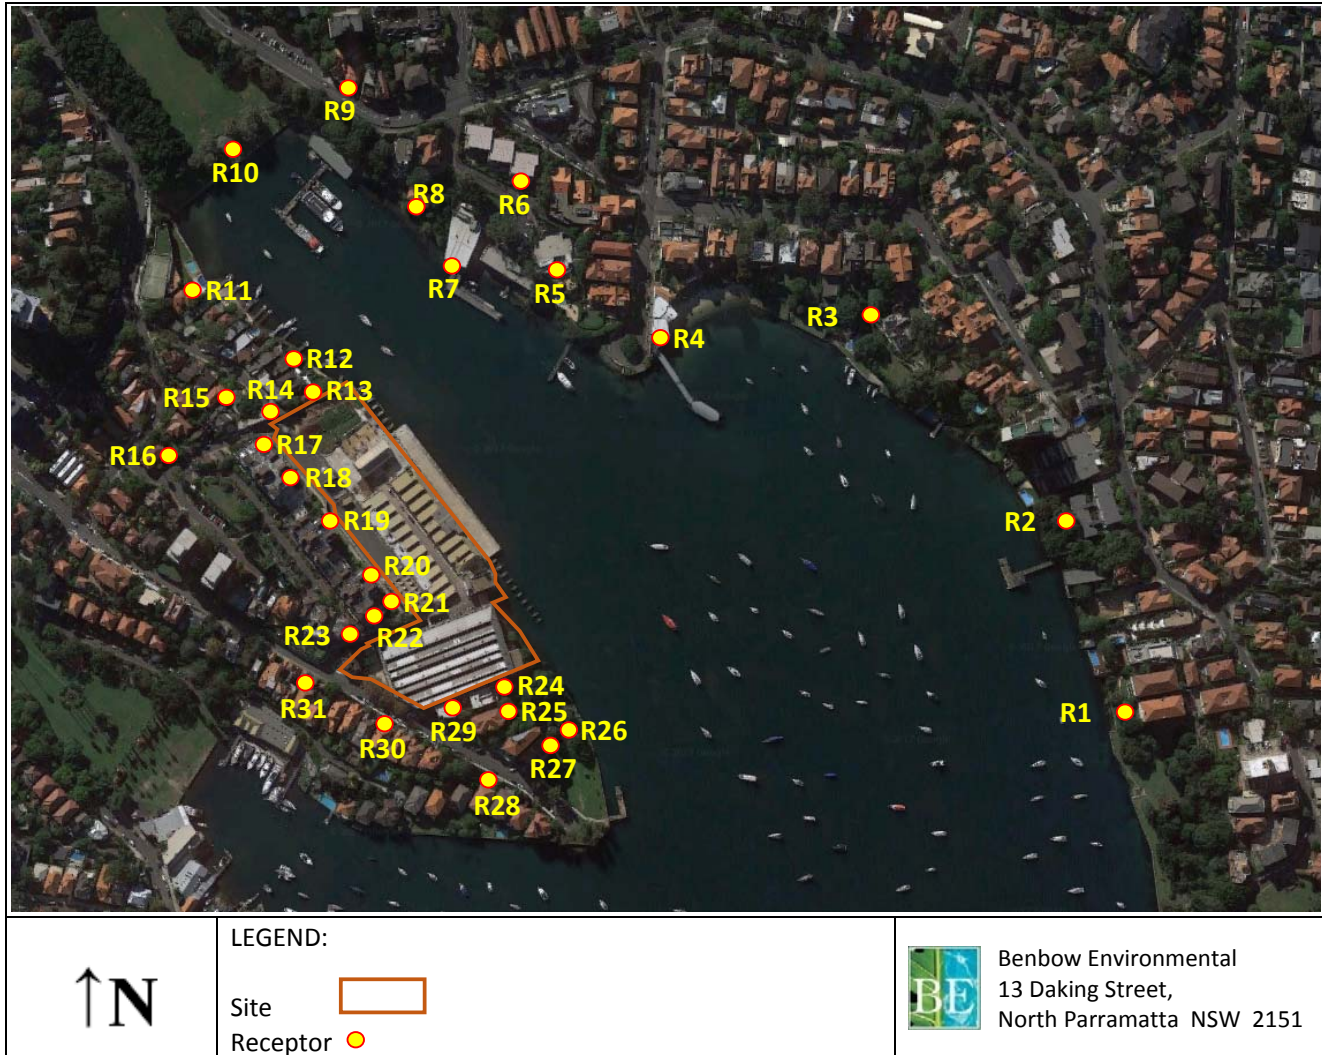 R9
R10
R8
R6
R7
R5
R11
R3
R4
R12
R13
R14
R15
R17
R16
R18
R19
R2
R20
R21
R22
R23
R24
R31
R25
R29
R1
R26
R30
R27
R28
↑N
LEGEND:
Site
Receptor
BE
Benbow Environmental
13 Daking Street,
North Parramatta NSW 2151